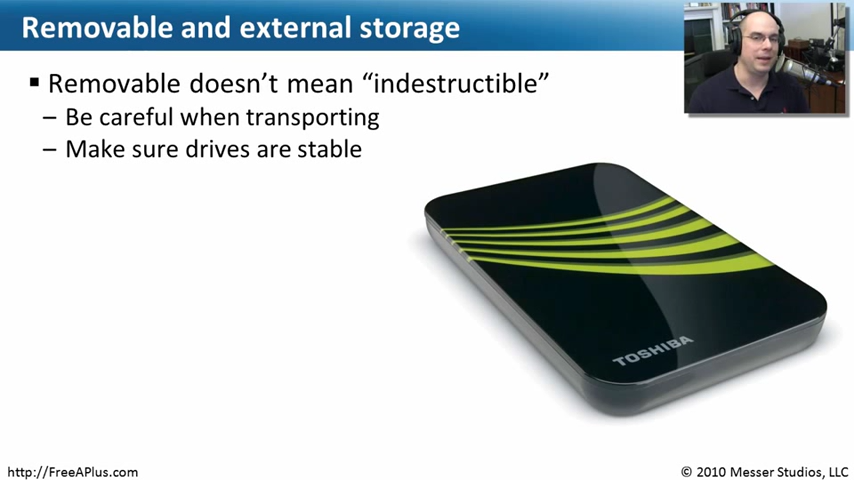 Removable and external storage
▪ Removable doesn’t mean “indestructible”
– Be careful when transporting
– Make sure drives are stable
TOSHIBA
http://FreeAPlus.com
© 2010 Messer Studios, LLC